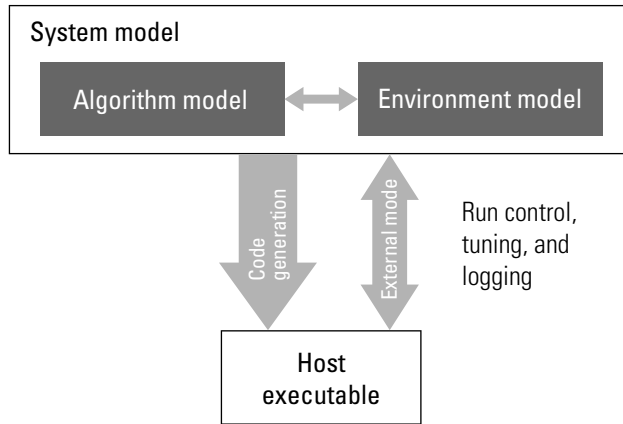 System model
Algorithm model
Environment model
Code
generation
External mode
Run control,
tuning, and
logging
Host
executable